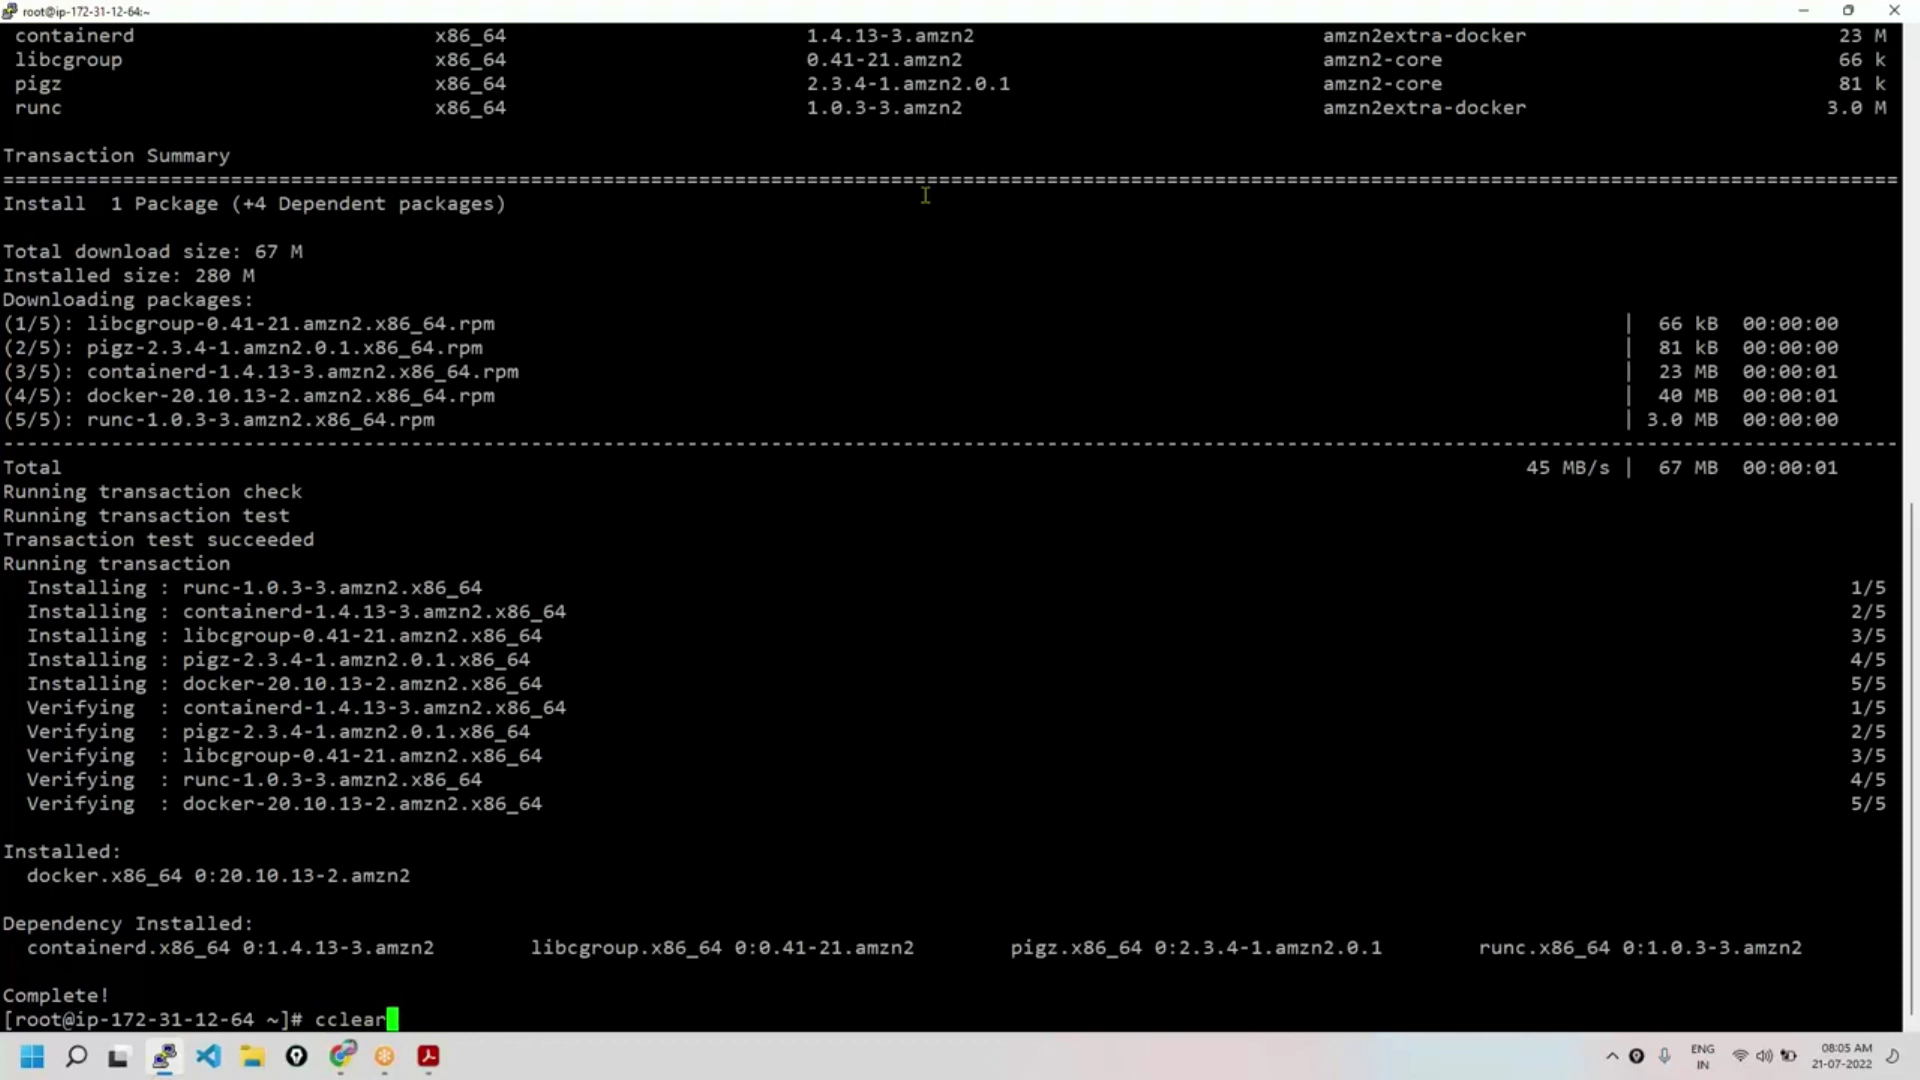 root@ip-172-31-12-64:~
containerd x86_64 1.4.13-3.amzn2 amzn2extra-docker 23 M
libcgroup x86_64 0.41-21.amzn2 amzn2-core 66 k
pigz x86_64 2.3.4-1.amzn2.0.1 amzn2-core 81 k
runc x86_64 1.0.3-3.amzn2 amzn2extra-docker 3.0 M
Transaction Summary
================================================================================
Install 1 Package (+4 Dependent packages)
Total download size: 67 M
Installed size: 280 M
Downloading packages:
(1/5): libcgroup-0.41-21.amzn2.x86_64.rpm | 66 kB 00:00:00
(2/5): pigz-2.3.4-1.amzn2.0.1.x86_64.rpm | 81 kB 00:00:00
(3/5): containerd-1.4.13-3.amzn2.x86_64.rpm | 23 MB 00:00:01
(4/5): docker-20.10.13-2.amzn2.x86_64.rpm | 40 MB 00:00:01
(5/5): runc-1.0.3-3.amzn2.x86_64.rpm | 3.0 MB 00:00:00
--------------------------------------------------------------------------------
Total 45 MB/s | 67 MB 00:00:01
Running transaction check
Running transaction test
Transaction test succeeded
Running transaction
Installing : runc-1.0.3-3.amzn2.x86_64 1/5
Installing : containerd-1.4.13-3.amzn2.x86_64 2/5
Installing : libcgroup-0.41-21.amzn2.x86_64 3/5
Installing : pigz-2.3.4-1.amzn2.0.1.x86_64 4/5
Installing : docker-20.10.13-2.amzn2.x86_64 5/5
Verifying : containerd-1.4.13-3.amzn2.x86_64 1/5
Verifying : pigz-2.3.4-1.amzn2.0.1.x86_64 2/5
Verifying : libcgroup-0.41-21.amzn2.x86_64 3/5
Verifying : runc-1.0.3-3.amzn2.x86_64 4/5
Verifying : docker-20.10.13-2.amzn2.x86_64 5/5
Installed:
docker.x86_64 0:20.10.13-2.amzn2
Dependency Installed:
containerd.x86_64 0:1.4.13-3.amzn2 libcgroup.x86_64 0:0.41-21.amzn2 pigz.x86_64 0:2.3.4-1.amzn2.0.1 runc.x86_64 0:1.0.3-3.amzn2
Complete!
[root@ip-172-31-12-64 ~]# cclear
ENG 08:05 AM
IN 21-07-2022